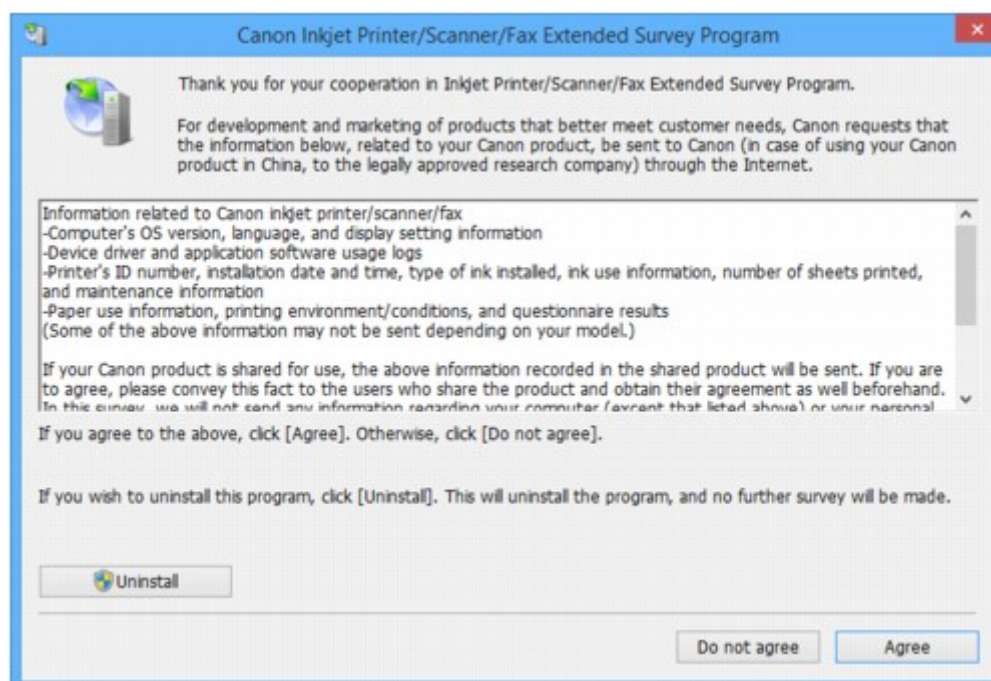 Canon Inkjet Printer/Scanner/Fax Extended Survey Program
Thank you for your cooperation in Inkjet Printer/Scanner/Fax Extended Survey Program.
For development and marketing of products that better meet customer needs, Canon requests that
the information below, related to your Canon product, be sent to Canon (in case of using your Canon
product in China, to the legally approved research company) through the Internet.
Information related to Canon inkjet printer/scanner/fax
-Computer's OS version, language, and display setting information
-Device driver and application software usage logs
-Printer's ID number, installation date and time, type of ink installed, ink use information, number of sheets printed,
and maintenance information
-Paper use information, printing environment/conditions, and questionnaire results
(Some of the above information may not be sent depending on your model.)
If your Canon product is shared for use, the above information recorded in the shared product will be sent. If you are
to agree, please convey this fact to the users who share the product and obtain their agreement as well beforehand.
In this survey, we will not send any information regarding your computer (except that listed above) or your personal
If you agree to the above, click [Agree]. Otherwise, click [Do not agree].
If you wish to uninstall this program, click [Uninstall]. This will uninstall the program, and no further survey will be made.
Uninstall
Do not agree
Agree